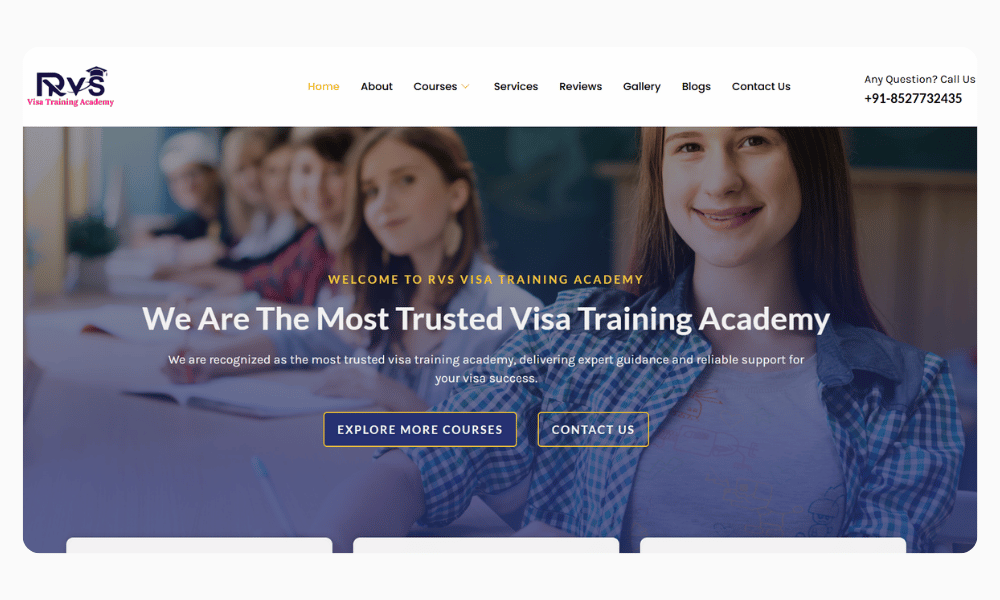 RVS
Visa Training Academy
Home About Courses Services Reviews Gallery Blogs Contact Us
Any Question? Call Us
+91-8527732435
WELCOME TO RVS VISA TRAINING ACADEMY
We Are The Most Trusted Visa Training Academy
We are recognized as the most trusted visa training academy, delivering expert guidance and reliable support for
your visa success.
EXPLORE MORE COURSES CONTACT US